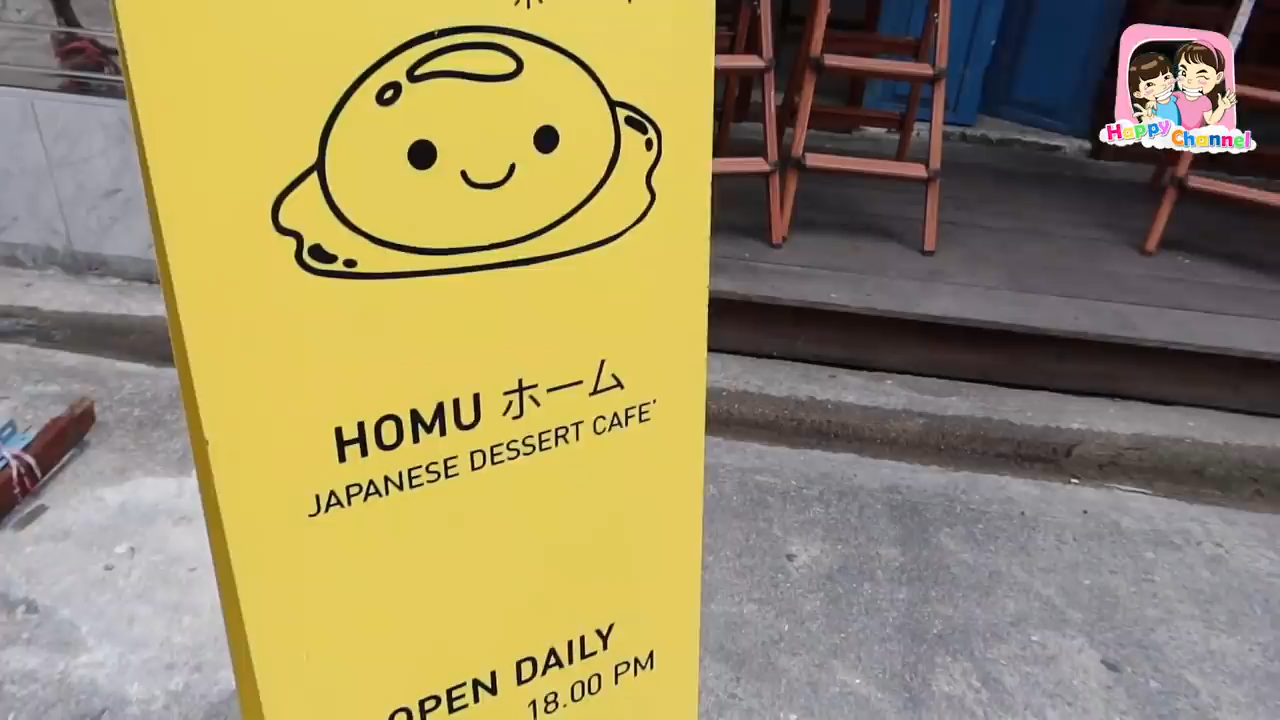 HOMU ホーム
JAPANESE DESSERT CAFE'
OPEN DAILY
18.00 PM
Happy Channel